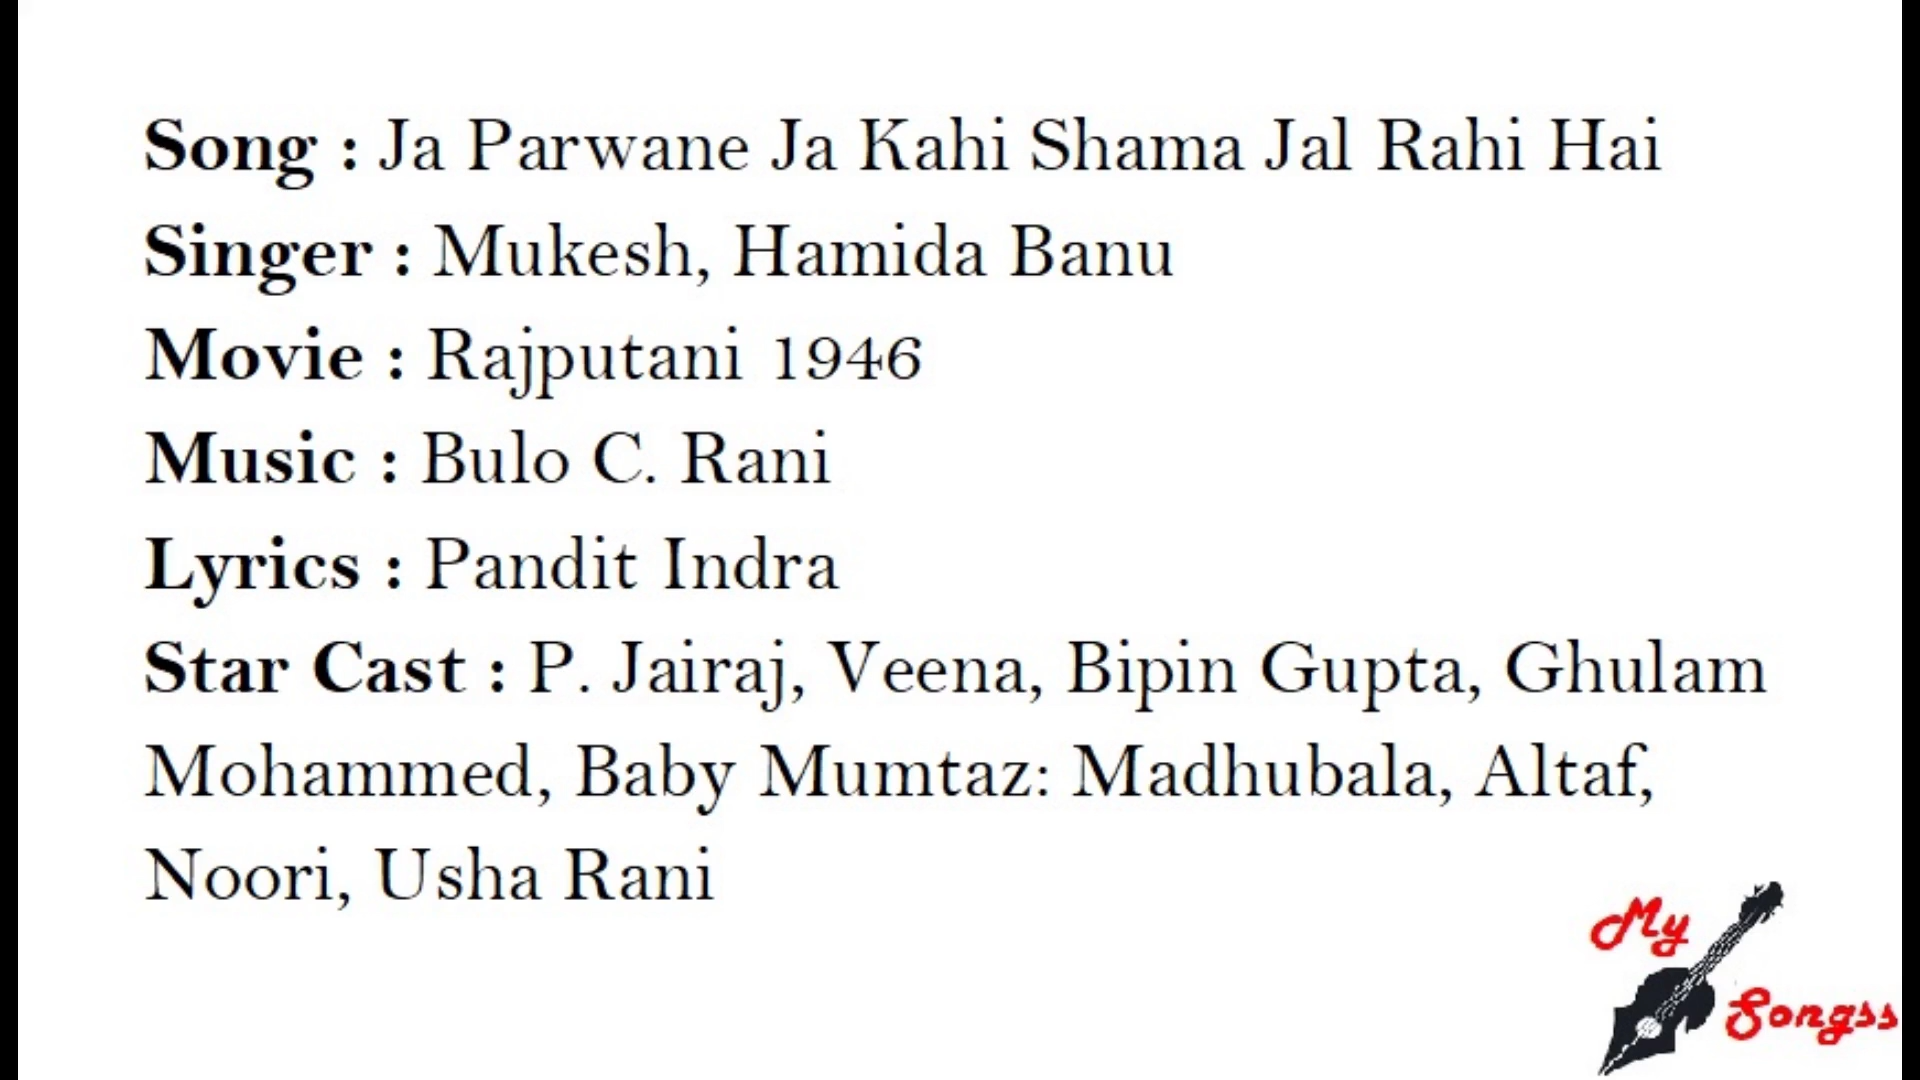 Song : Ja Parwane Ja Kahi Shama Jal Rahi Hai
Singer : Mukesh, Hamida Banu
Movie : Rajputani 1946
Music : Bulo C. Rani
Lyrics : Pandit Indra
Star Cast : P. Jairaj, Veena, Bipin Gupta, Ghulam
Mohammed, Baby Mumtaz: Madhubala, Altaf,
Noori, Usha Rani
My
Songss